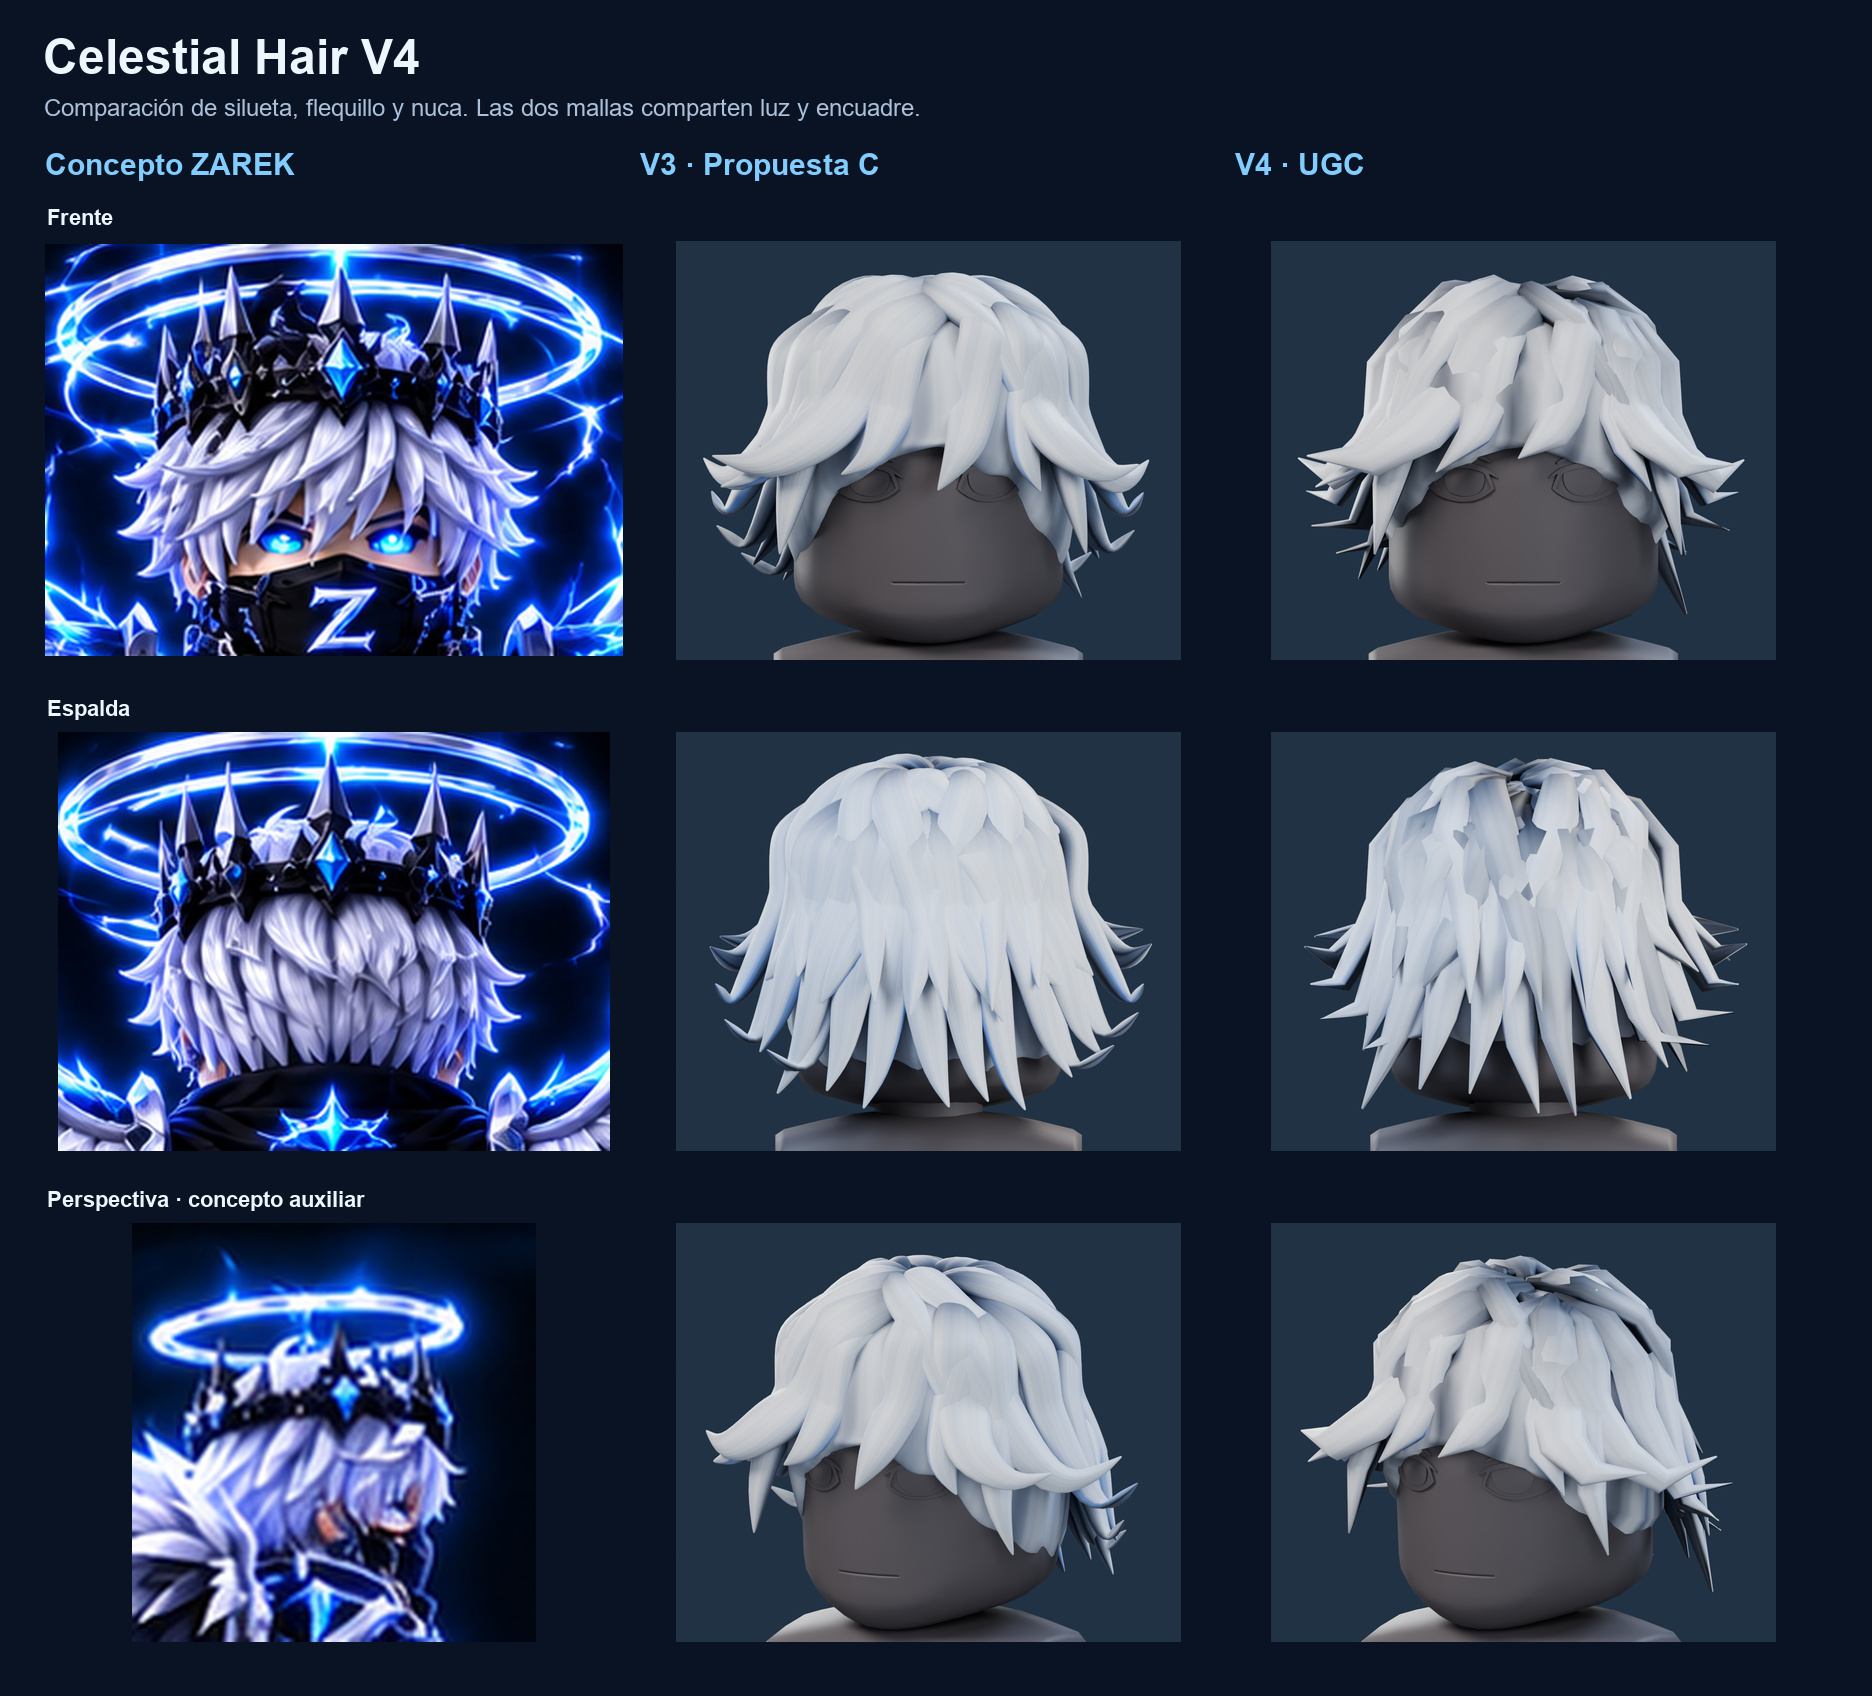 Celestial Hair V4
Comparación de silueta, flequillo y nuca. Las dos mallas comparten luz y encuadre.
Concepto ZAREK
V3 · Propuesta C
V4 · UGC
Frente
Z
Espalda
Perspectiva · concepto auxiliar